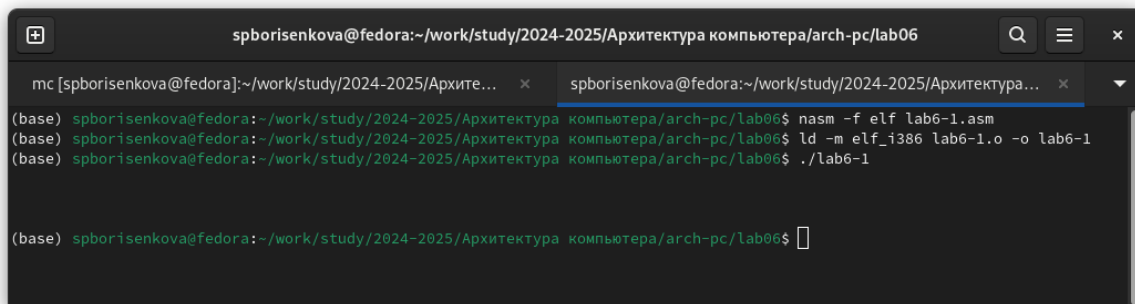 spborisenkova@fedora:~/work/study/2024-2025/Архитектура компьютера/arch-pc/lab06
mc [spborisenkova@fedora]:~/work/study/2024-2025/Архите...
spborisenkova@fedora:~/work/study/2024-2025/Архитектура...
(base) spborisenkova@fedora:~/work/study/2024-2025/Архитектура компьютера/arch-pc/lab06$ nasm -f elf lab6-1.asm
(base) spborisenkova@fedora:~/work/study/2024-2025/Архитектура компьютера/arch-pc/lab06$ ld -m elf_i386 lab6-1.o -o lab6-1
(base) spborisenkova@fedora:~/work/study/2024-2025/Архитектура компьютера/arch-pc/lab06$ ./lab6-1
(base) spborisenkova@fedora:~/work/study/2024-2025/Архитектура компьютера/arch-pc/lab06$